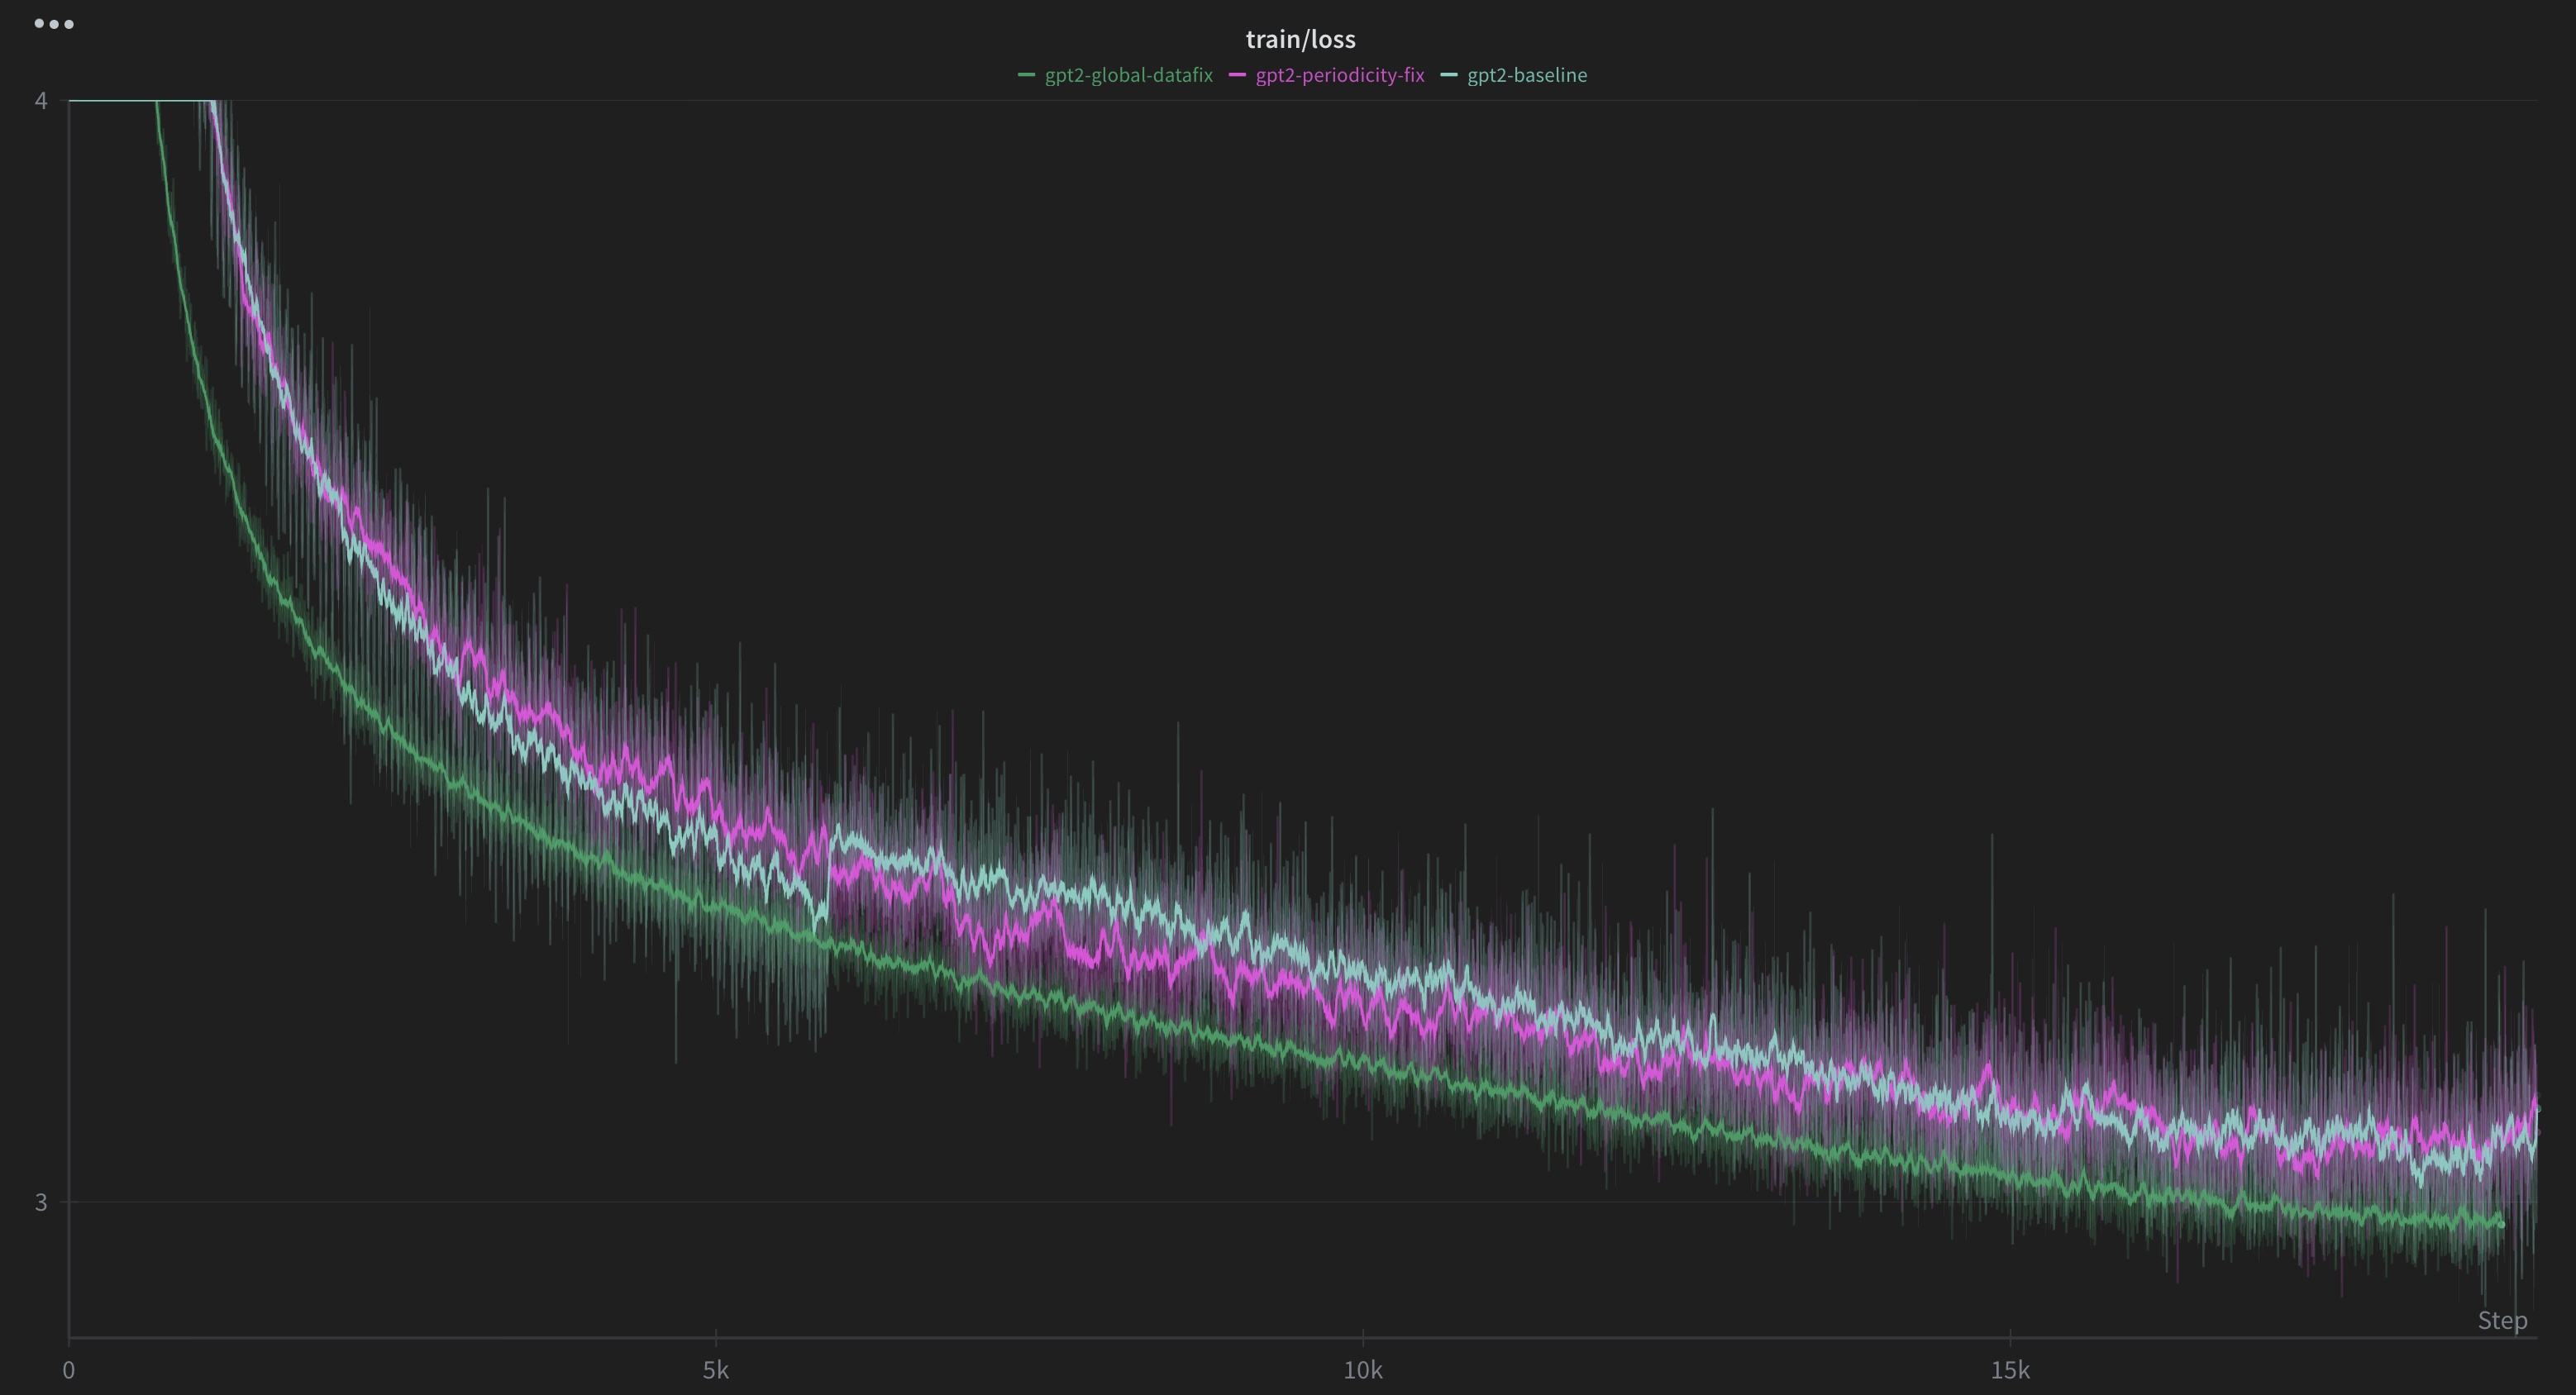 train/loss
gpt2-global-datafix gpt2-periodicity-fix gpt2-baseline
4
3
Step
0 5k 10k 15k